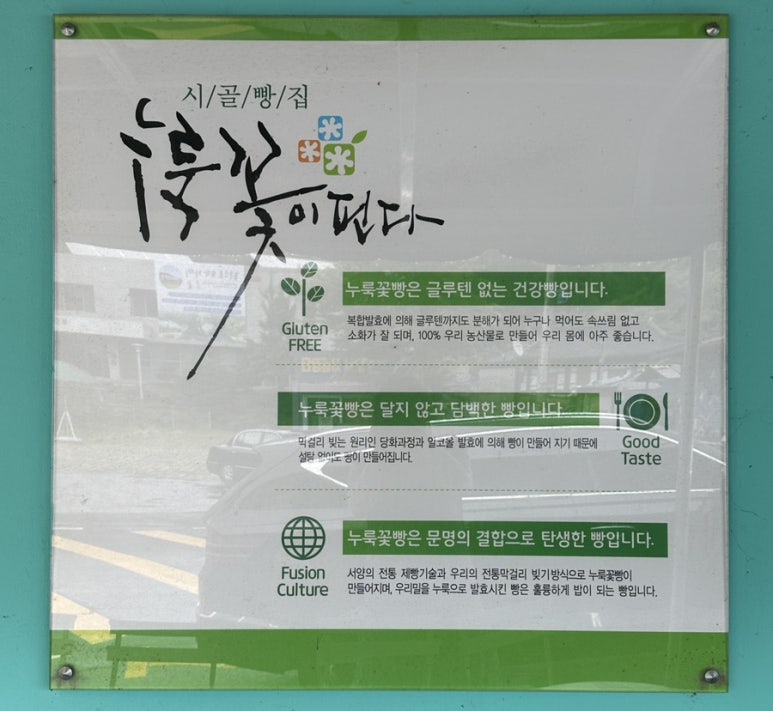 시/골/빵/집
누룩꽃이핀다
누룩꽃빵은 글루텐 없는 건강빵입니다.
Gluten
FREE
복합발효에 의해 글루텐까지도 분해가 되어 누구나 먹어도 속쓰림 없고
소화가 잘 되며, 100% 우리 농산물로 만들어 우리 몸에 아주 좋습니다.
누룩꽃빵은 달지 않고 담백한 빵입니다.
막걸리 빚는 원리인 당화과정과 알코올 발효에 의해 빵이 만들어 지기 때문에
설탕 없이도 빵이 만들어집니다.
Good
Taste
누룩꽃빵은 문명의 결합으로 탄생한 빵입니다.
Fusion
Culture
서양의 전통 제빵기술과 우리의 전통막걸리 빚기방식으로 누룩꽃빵이
만들어지며, 우리밀을 누룩으로 발효시킨 빵은 훌륭하게 밥이 되는 빵입니다.